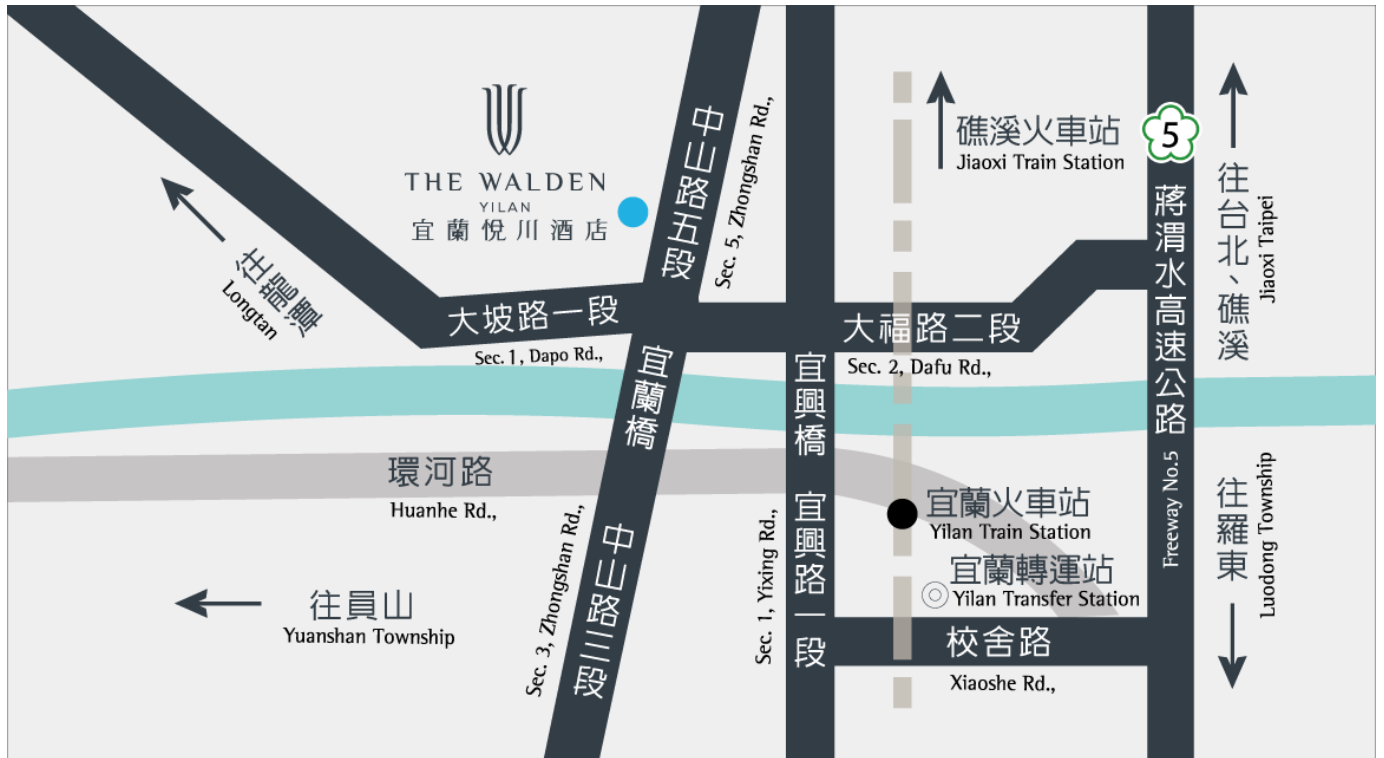 THE WALDEN
YILAN
宜蘭悅川酒店
中山路五段
Sec. 5, Zhongshan Rd.,
礁溪火車站
Jiaoxi Train Station
5
蔣渭水高速公路
Freeway No.5
往台北、礁溪
Jiaoxi Taipei
往龍潭
Longtan
大坡路一段
Sec. 1, Dapo Rd.,
大福路二段
Sec. 2, Dafu Rd.,
宜蘭橋
宜興橋
環河路
Huanhe Rd.,
中山路三段
Sec. 3, Zhongshan Rd.,
宜興路一段
Sec. 1, Yixing Rd.,
宜蘭火車站
Yilan Train Station
宜蘭轉運站
Yilan Transfer Station
往羅東
Luodong Township
往員山
Yuanshan Township
校舍路
Xiaoshe Rd.,